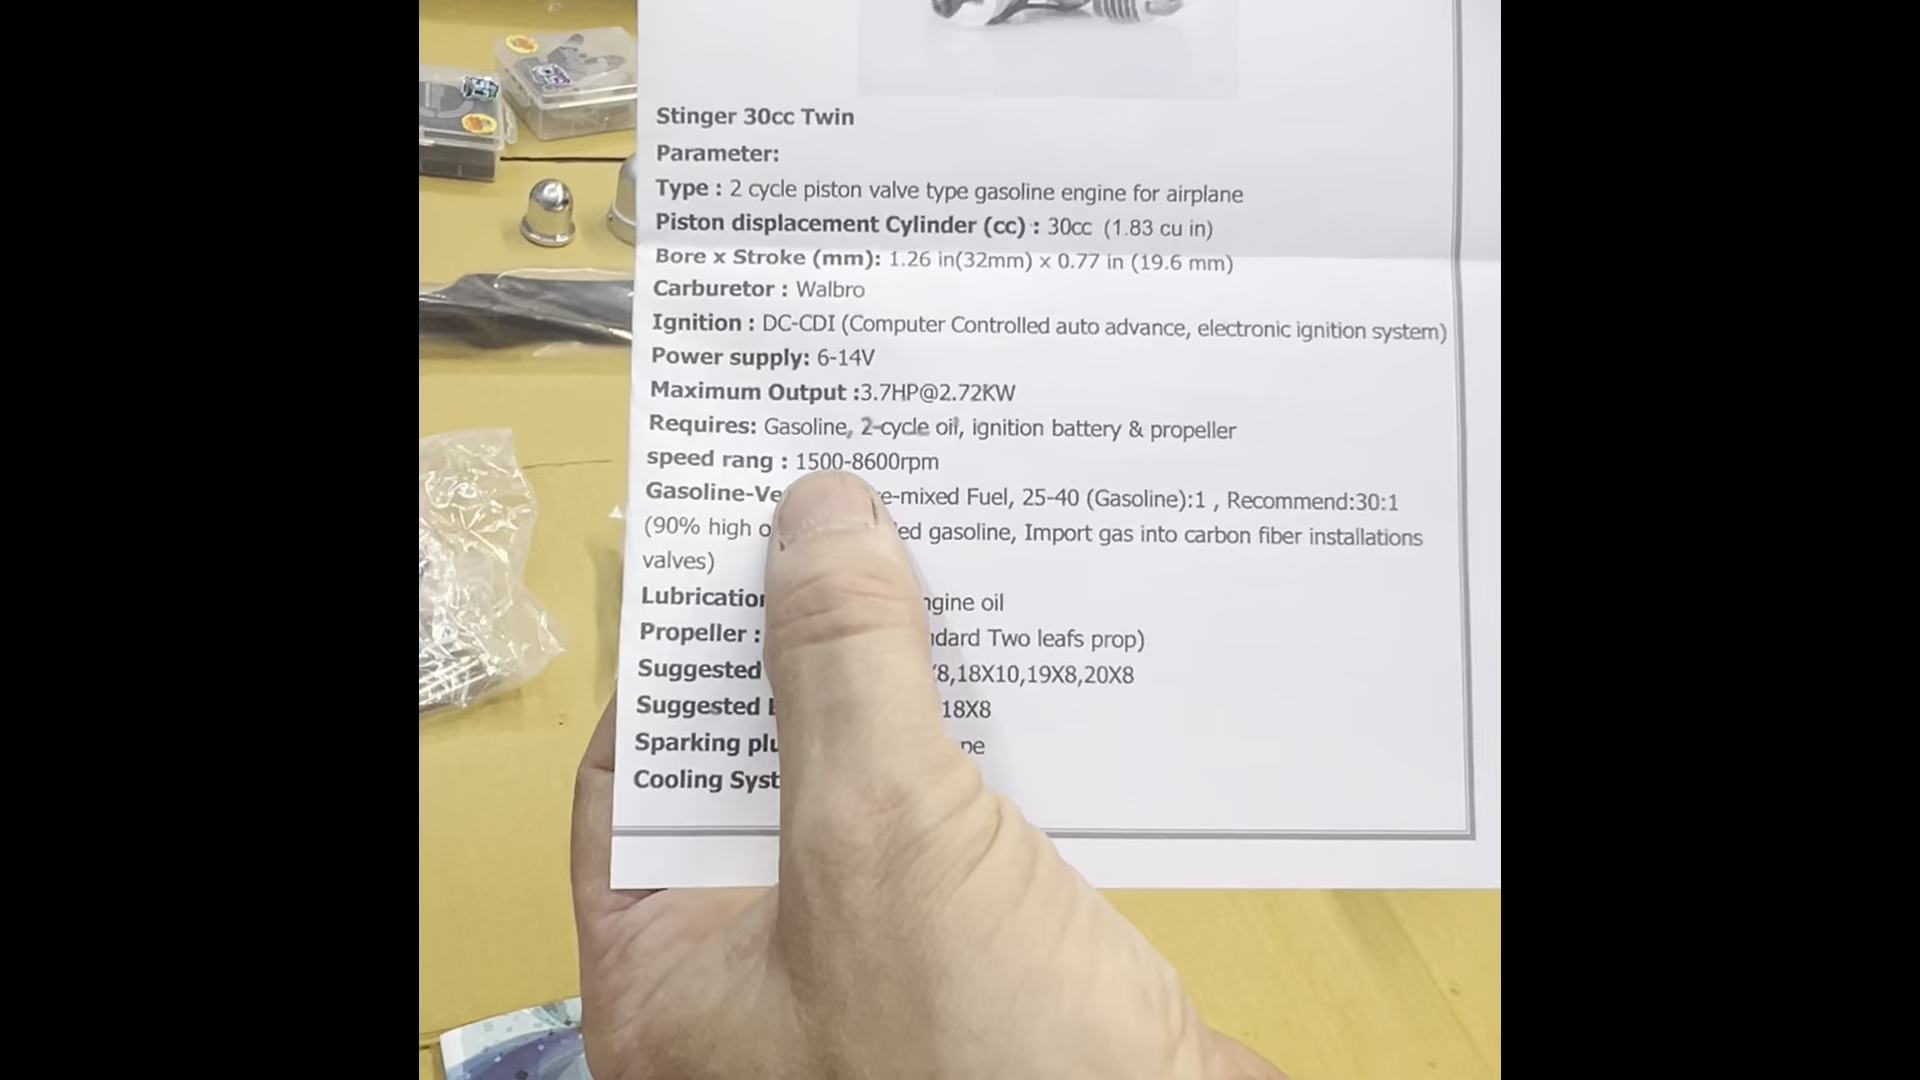 Stinger 30cc Twin
Parameter:
Type : 2 cycle piston valve type gasoline engine for airplane
Piston displacement Cylinder (cc) : 30cc (1.83 cu in)
Bore x Stroke (mm): 1.26 in(32mm) x 0.77 in (19.6 mm)
Carburetor : Walbro
Ignition : DC-CDI (Computer Controlled auto advance, electronic ignition system)
Power supply: 6-14V
Maximum Output :3.7HP@2.72KW
Requires: Gasoline, 2-cycle oil, ignition battery & propeller
speed rang : 1500-8600rpm
Gasoline-Ve e-mixed Fuel, 25-40 (Gasoline):1 , Recommend:30:1
(90% high o ed gasoline, Import gas into carbon fiber installations
valves)
Lubrication ngine oil
Propeller : dard Two leafs prop)
Suggested 8,18X10,19X8,20X8
Suggested 18X8
Sparking plu pe
Cooling Syst